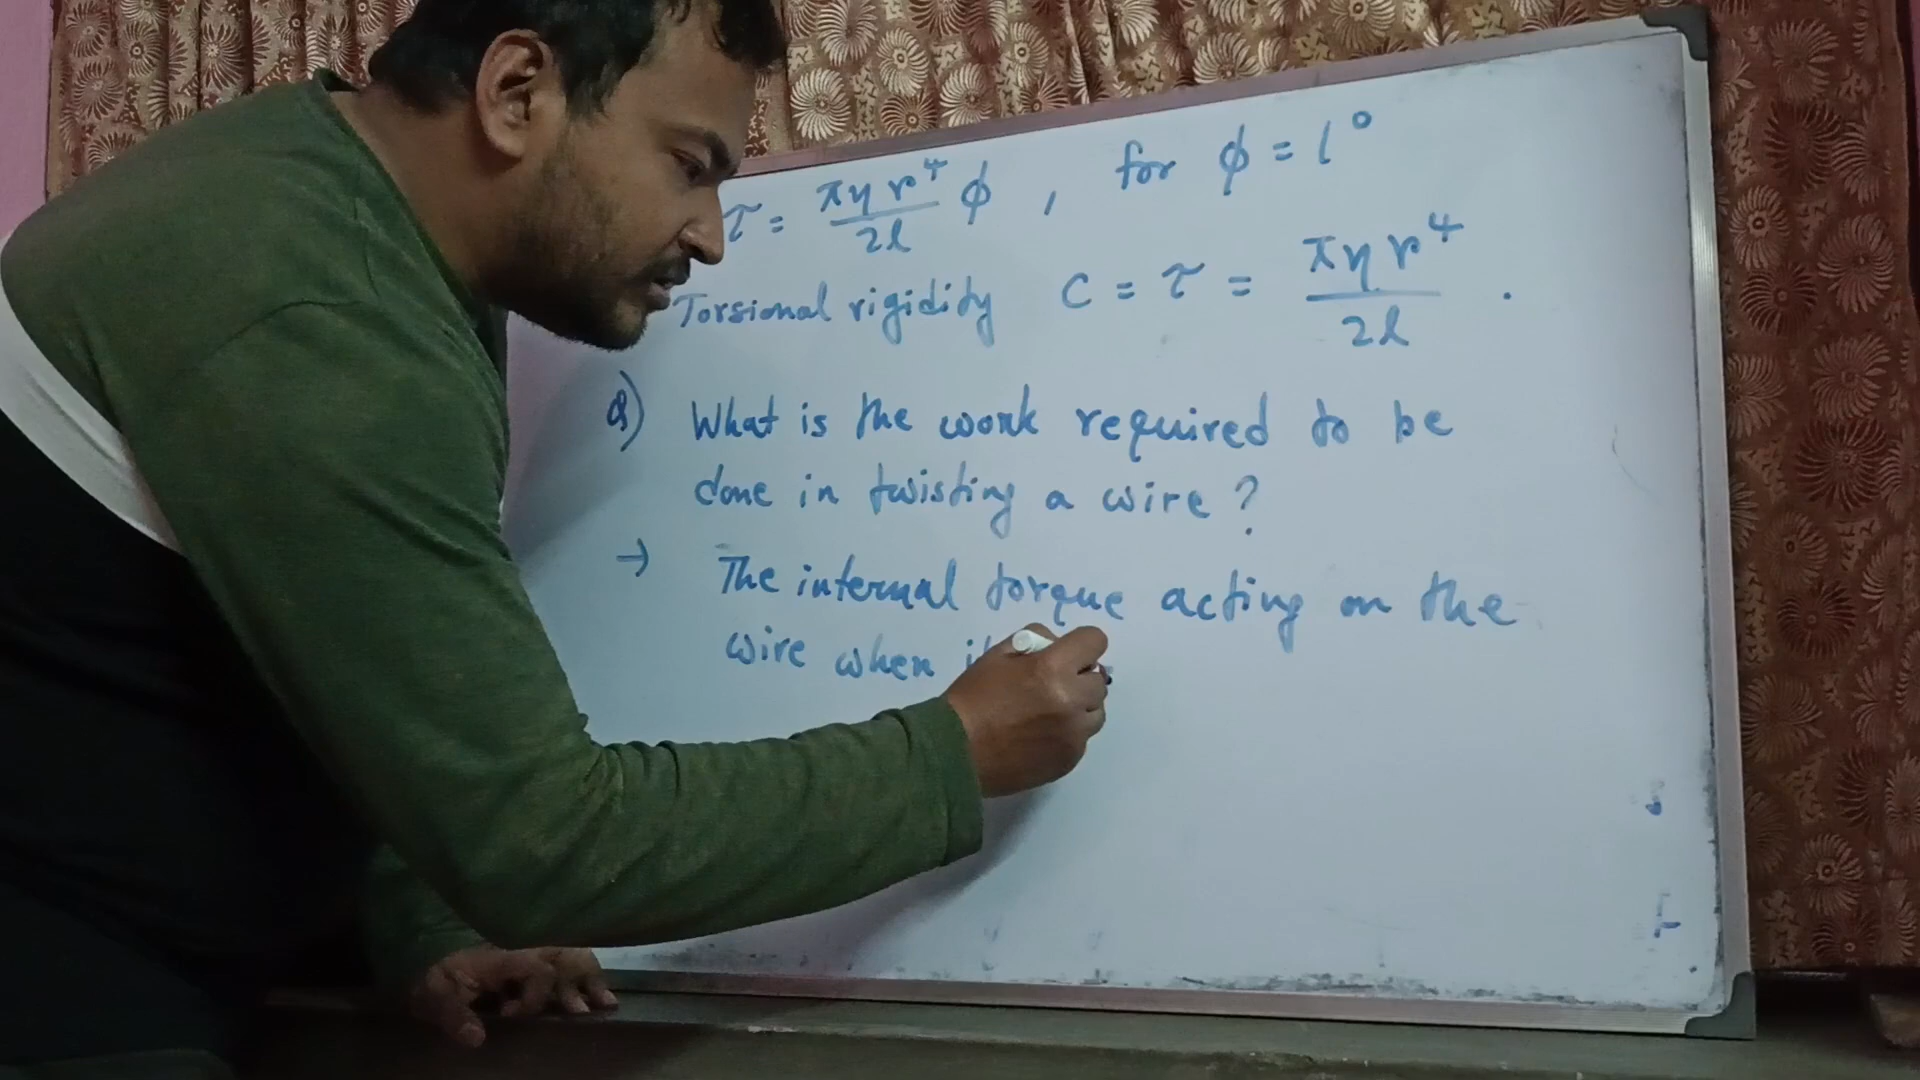 τ = πηr⁴/2l ϕ , for ϕ = 1°
Torsional rigidity C = τ = πηr⁴/2l .
Q) What is the work required to be
done in twisting a wire ?
→ The internal torque acting on the
wire when